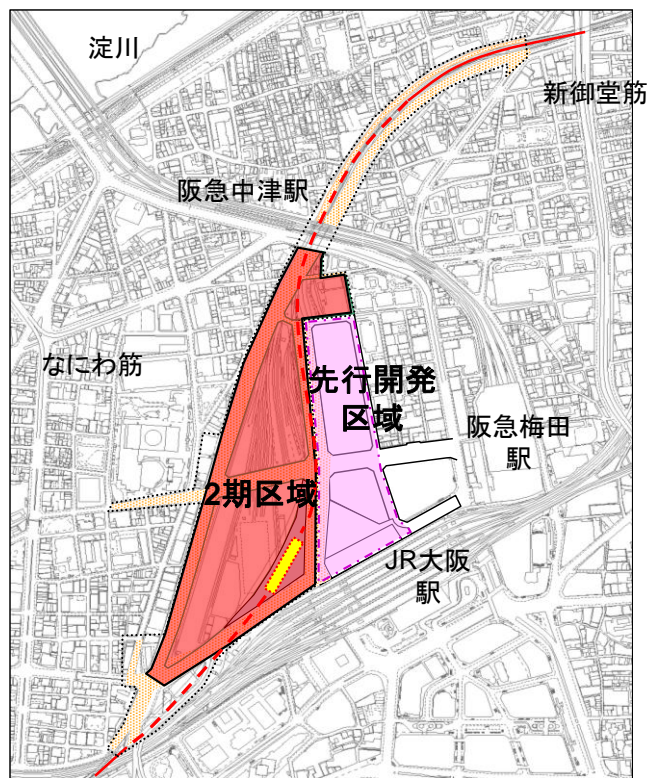 淀川
新御堂筋
阪急中津駅
なにわ筋
先行開発
区域
阪急梅田
駅
2期区域
JR大阪
駅